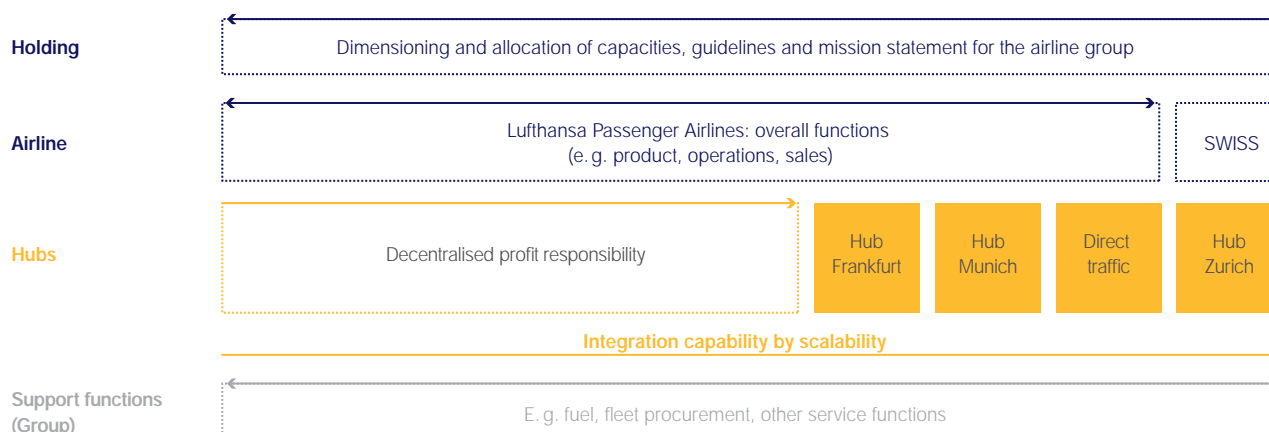 Holding
Dimensioning and allocation of capacities, guidelines and mission statement for the airline group
Airline
Lufthansa Passenger Airlines: overall functions
(e. g. product, operations, sales)
SWISS
Hubs
Decentralised profit responsibility
Hub
Frankfurt
Hub
Munich
Direct
traffic
Hub
Zurich
Integration capability by scalability
Support functions
(Group)
E. g. fuel, fleet procurement, other service functions